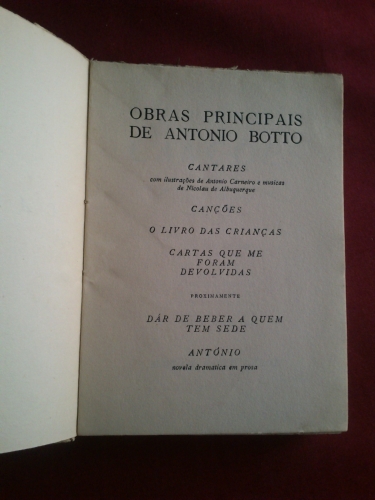 OBRAS PRINCIPAIS
DE ANTONIO BOTTO
CANTARES
com ilustrações de Antonio Carneiro e musicas
de Nicolau de Albuquerque
CANÇÕES
O LIVRO DAS CRIANÇAS
CARTAS QUE ME
FORAM
DEVOLVIDAS
PROXIMAMENTE
DÁR DE BEBER A QUEM
TEM SEDE
ANTÓNIO
novela dramatica em prosa